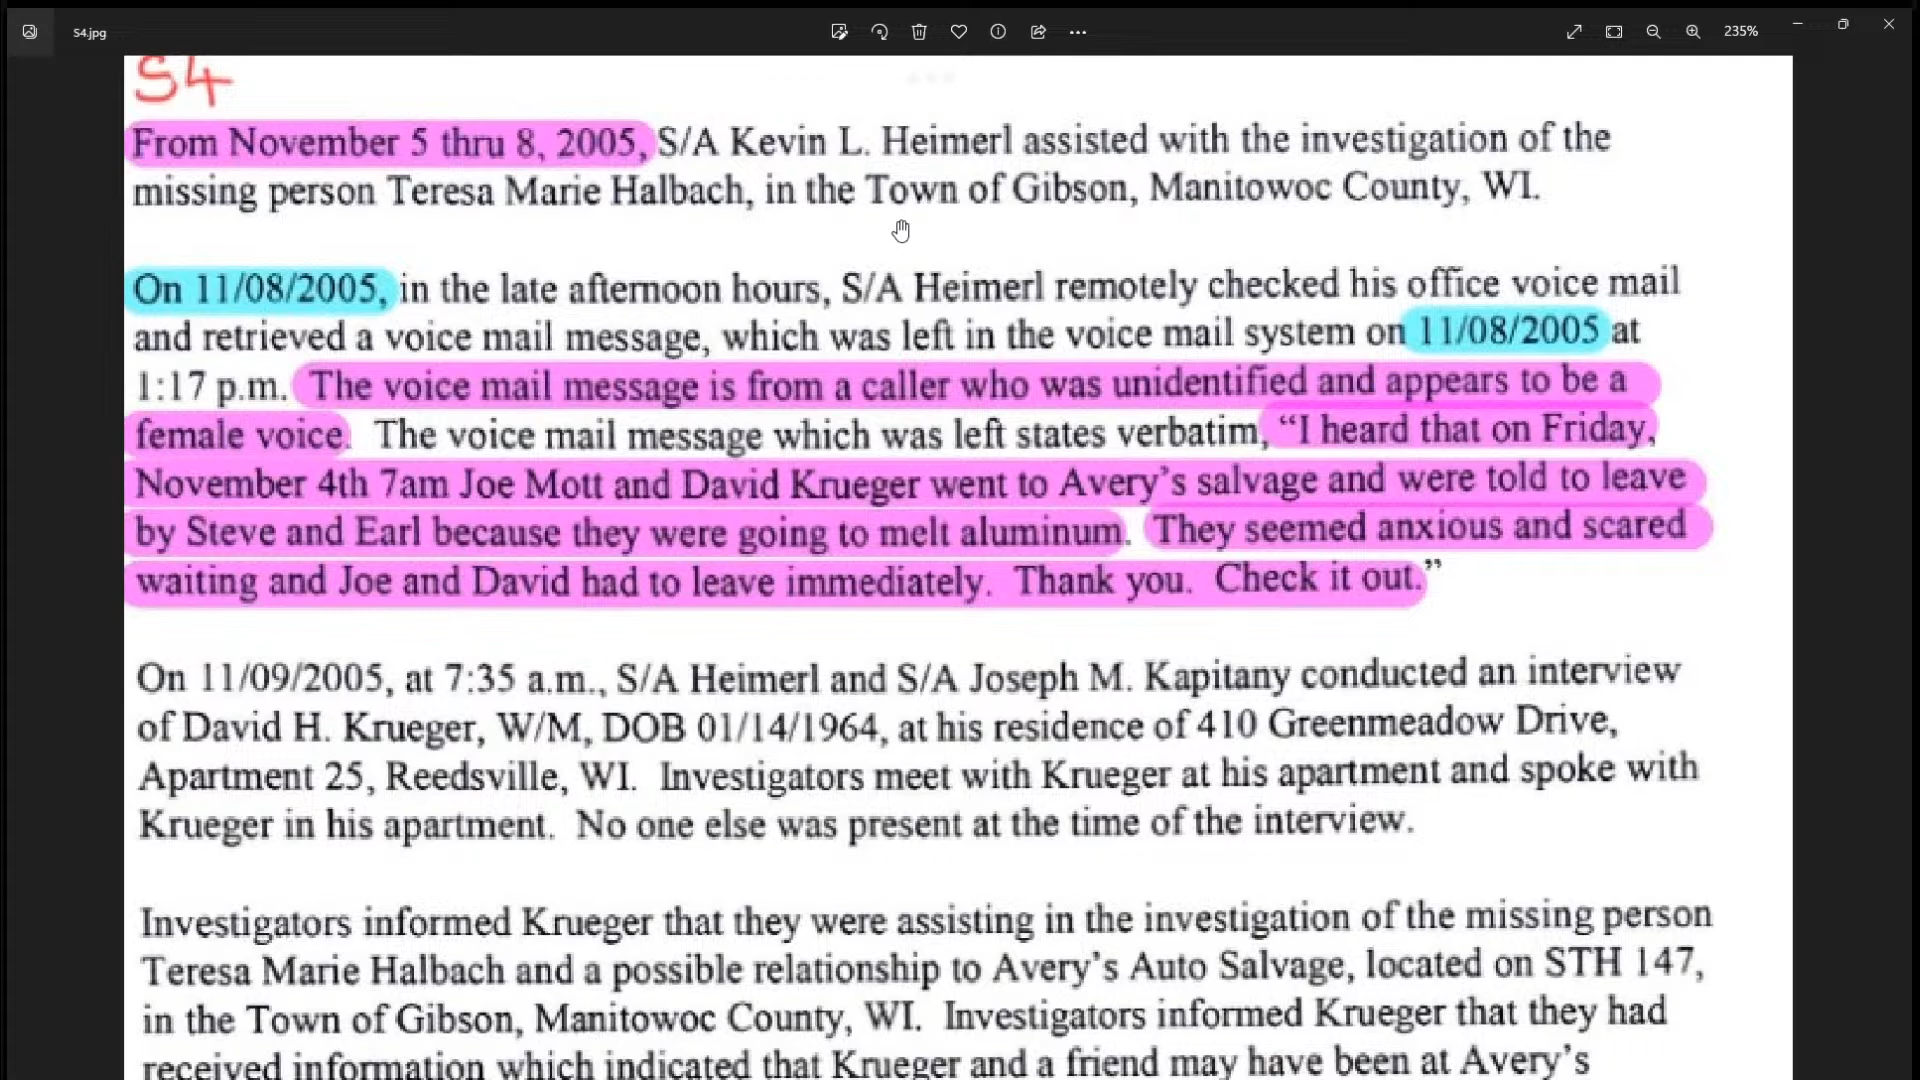 S4.jpg
235%
S4
From November 5 thru 8, 2005, S/A Kevin L. Heimerl assisted with the investigation of the
missing person Teresa Marie Halbach, in the Town of Gibson, Manitowoc County, WI.
On 11/08/2005, in the late afternoon hours, S/A Heimerl remotely checked his office voice mail
and retrieved a voice mail message, which was left in the voice mail system on 11/08/2005 at
1:17 p.m. The voice mail message is from a caller who was unidentified and appears to be a
female voice. The voice mail message which was left states verbatim, “I heard that on Friday,
November 4th 7am Joe Mott and David Krueger went to Avery’s salvage and were told to leave
by Steve and Earl because they were going to melt aluminum. They seemed anxious and scared
waiting and Joe and David had to leave immediately. Thank you. Check it out.”
On 11/09/2005, at 7:35 a.m., S/A Heimerl and S/A Joseph M. Kapitany conducted an interview
of David H. Krueger, W/M, DOB 01/14/1964, at his residence of 410 Greenmeadow Drive,
Apartment 25, Reedsville, WI. Investigators meet with Krueger at his apartment and spoke with
Krueger in his apartment. No one else was present at the time of the interview.
Investigators informed Krueger that they were assisting in the investigation of the missing person
Teresa Marie Halbach and a possible relationship to Avery’s Auto Salvage, located on STH 147,
in the Town of Gibson, Manitowoc County, WI. Investigators informed Krueger that they had
received information which indicated that Krueger and a friend may have been at Avery’s